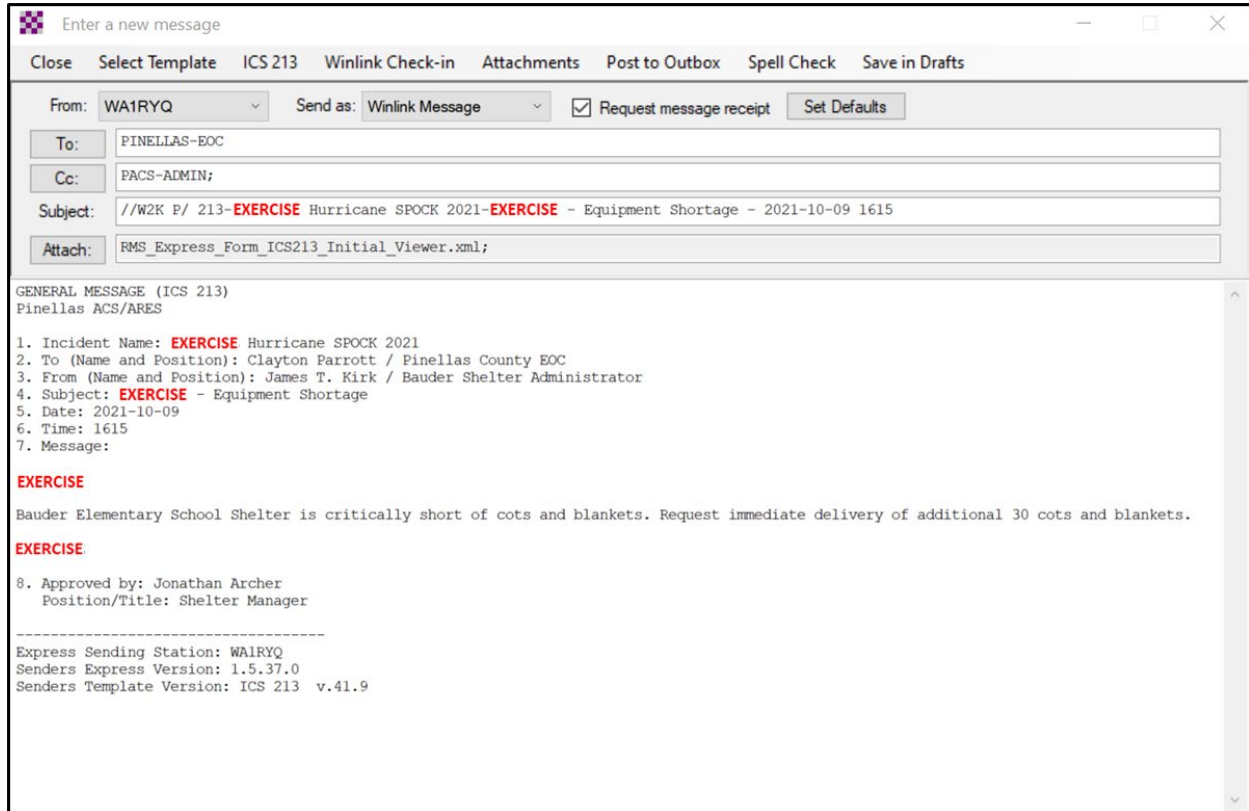 Enter a new message
Close Select Template ICS 213 Winlink Check-in Attachments Post to Outbox Spell Check Save in Drafts
From: WA1RYQ Send as: Winlink Message Request message receipt Set Defaults
To: PINELLAS-EOC
Cc: PACS-ADMIN;
Subject: //W2K P/ 213-EXERCISE Hurricane SPOCK 2021-EXERCISE - Equipment Shortage - 2021-10-09 1615
Attach: RMS_Express_Form_ICS213_Initial_Viewer.xml;
GENERAL MESSAGE (ICS 213)
Pinellas ACS/ARES
1. Incident Name: EXERCISE Hurricane SPOCK 2021
2. To (Name and Position): Clayton Parrott / Pinellas County EOC
3. From (Name and Position): James T. Kirk / Bauder Shelter Administrator
4. Subject: EXERCISE - Equipment Shortage
5. Date: 2021-10-09
6. Time: 1615
7. Message:
EXERCISE
Bauder Elementary School Shelter is critically short of cots and blankets. Request immediate delivery of additional 30 cots and blankets.
EXERCISE
8. Approved by: Jonathan Archer
Position/Title: Shelter Manager
------------------------------------
Express Sending Station: WA1RYQ
Senders Express Version: 1.5.37.0
Senders Template Version: ICS 213 v.41.9